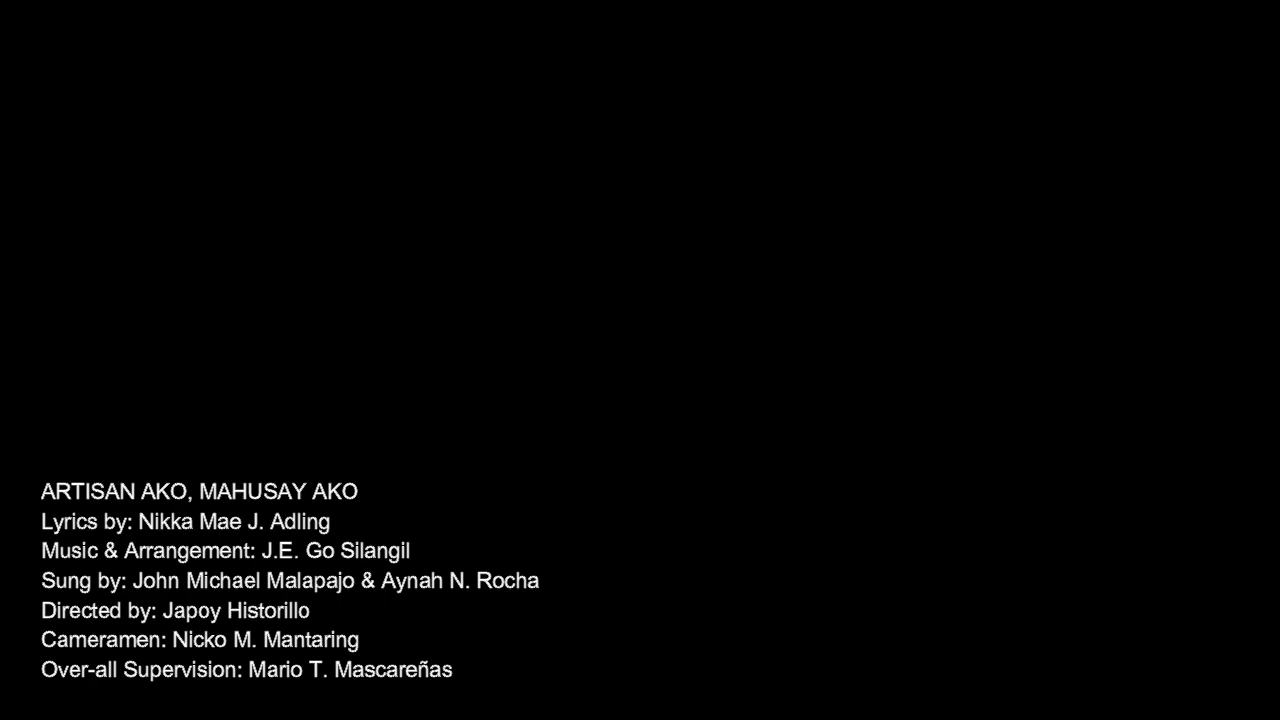 ARTISAN AKO, MAHUSAY AKO
Lyrics by: Nikka Mae J. Adling
Music & Arrangement: J.E. Go Silangil
Sung by: John Michael Malapajo & Aynah N. Rocha
Directed by: Japoy Historillo
Cameramen: Nicko M. Mantaring
Over-all Supervision: Mario T. Mascareñas